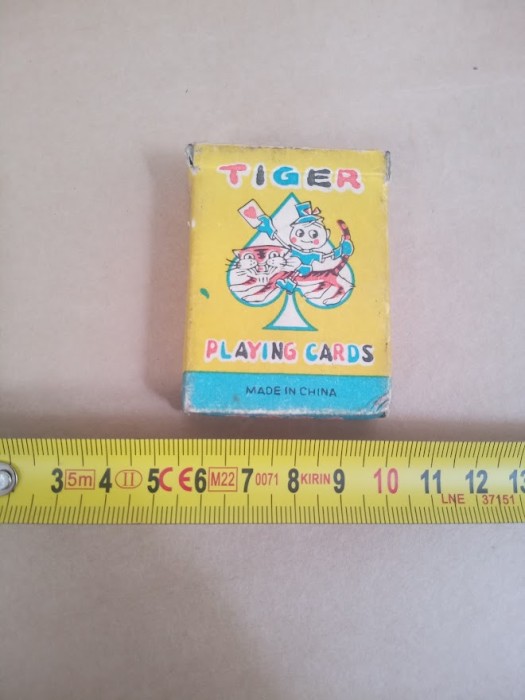 TIGER
PLAYING CARDS
MADE IN CHINA
3 5m 4 II 5 CE 6 M22 7 0071 8 KIRIN 9 10 11 12 13
LNE 37151